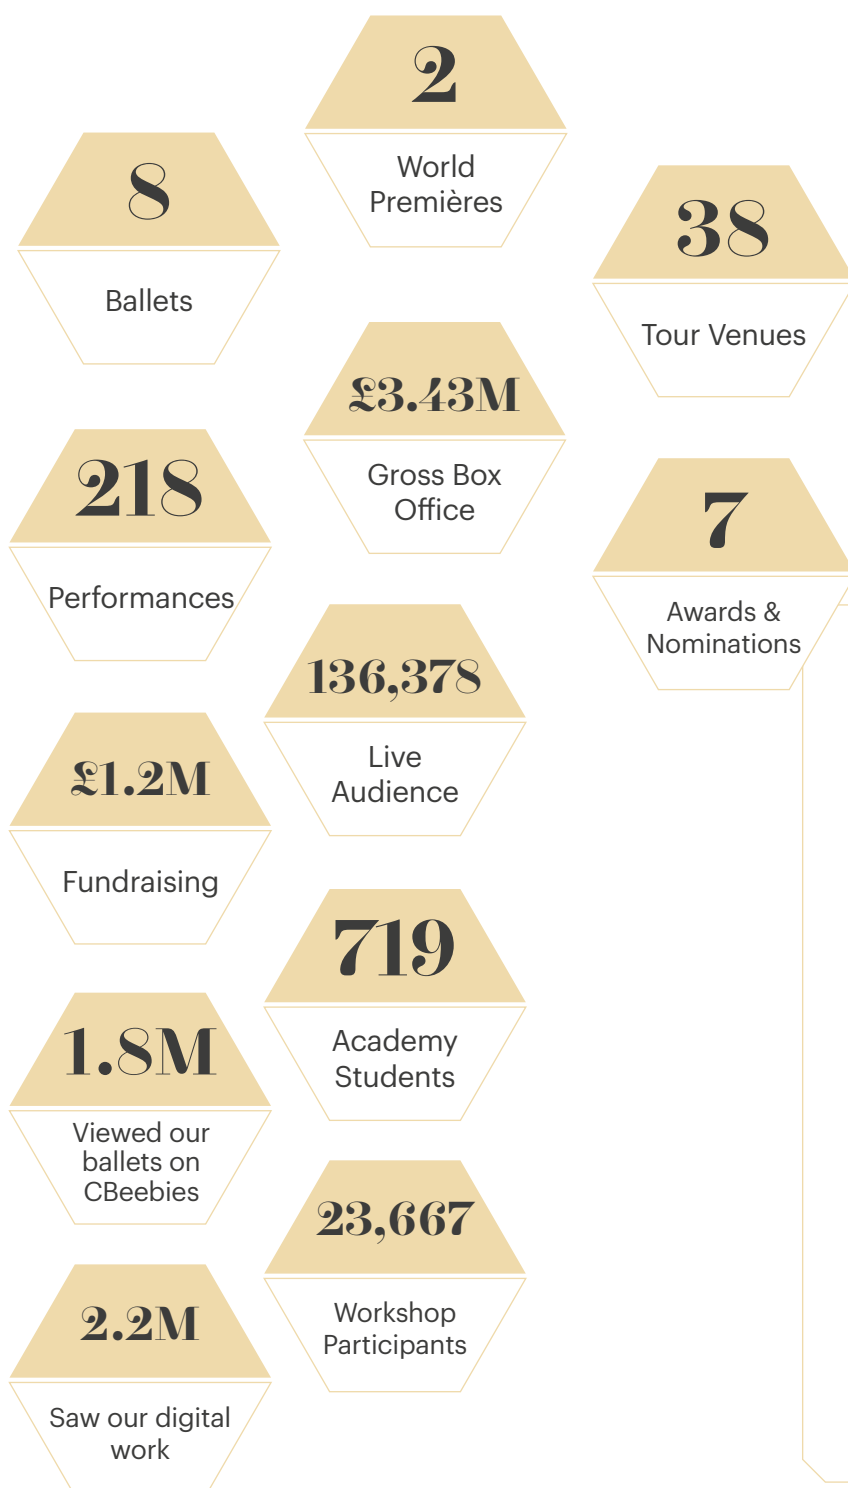 2
World
Premières
8
Ballets
38
Tour Venues
£3.43M
Gross Box
Office
218
Performances
7
Awards &
Nominations
136,378
Live
Audience
£1.2M
Fundraising
719
Academy
Students
1.8M
Viewed our
ballets on
CBeebies
23,667
Workshop
Participants
2.2M
Saw our digital
work